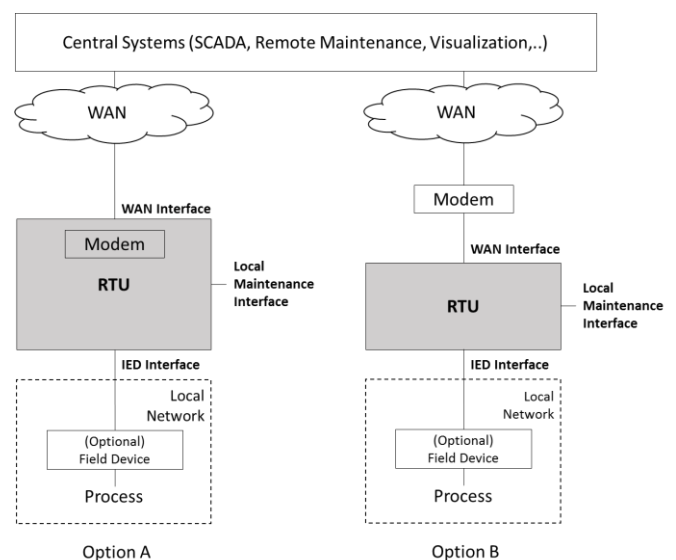 Central Systems (SCADA, Remote Maintenance, Visualization,..)
WAN
WAN Interface
Modem
RTU
Local
Maintenance
Interface
IED Interface
Local
Network
(Optional)
Field Device
Process
Option A
WAN
Modem
WAN Interface
RTU
Local
Maintenance
Interface
IED Interface
Local
Network
(Optional)
Field Device
Process
Option B